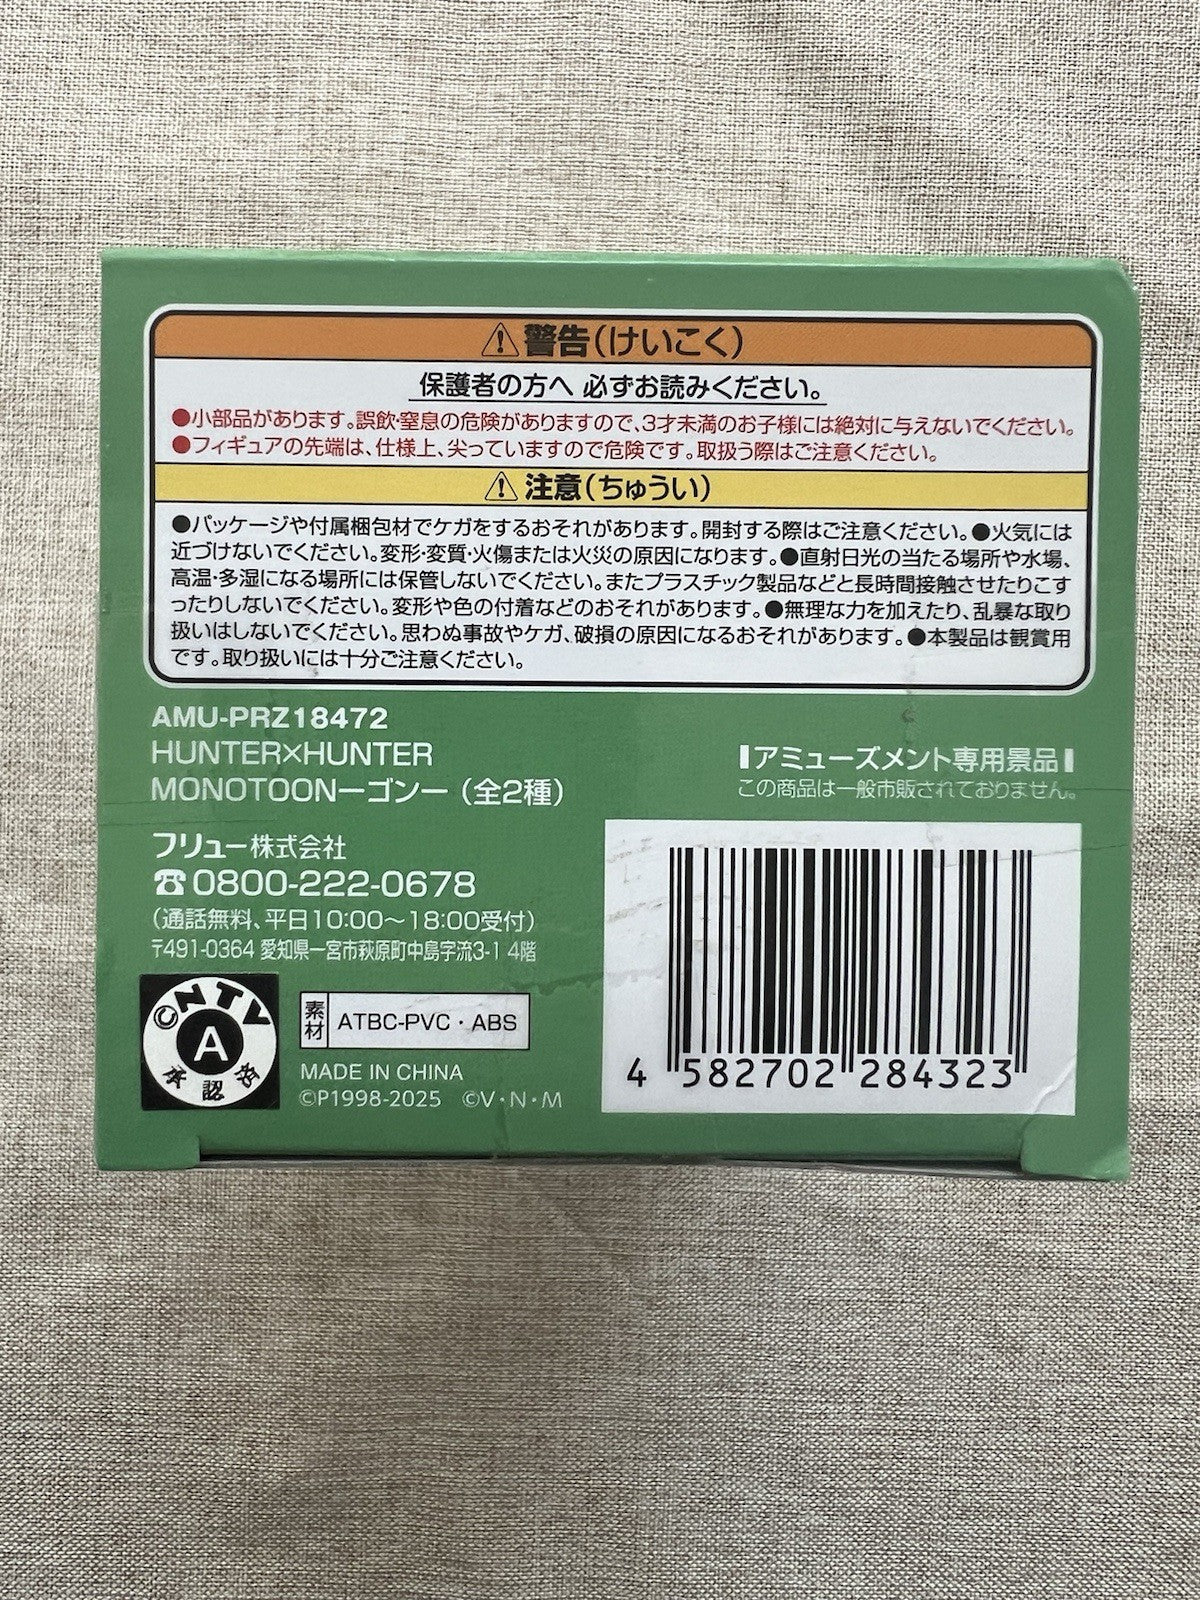 ⚠警告(けいこく)
保護者の方へ 必ずお読みください。
●小部品があります。誤飲・窒息の危険がありますので、3才未満のお子様には絶対に与えないでください。
●フィギュアの先端は、仕様上、尖っていますので危険です。取扱う際はご注意ください。
⚠注意(ちゅうい)
●パッケージや付属梱包材でケガをするおそれがあります。開封する際はご注意ください。●火気には
近づけないでください。変形・変質・火傷または火災の原因になります。●直射日光の当たる場所や水場、
高温・多湿になる場所には保管しないでください。またプラスチック製品などと長時間接触させたりこす
ったりしないでください。変形や色の付着などのおそれがあります。●無理な力を加えたり、乱暴な取り
扱いはしないでください。思わぬ事故やケガ、破損の原因になるおそれがあります。●本製品は観賞用
です。取り扱いには十分ご注意ください。
AMU-PRZ18472
HUNTER×HUNTER
MONOTOONーゴンー(全2種)
アミューズメント専用景品
この商品は一般市販されておりません。
フリュー株式会社
☎0800-222-0678
(通話無料、平日10:00〜18:00受付)
〒491-0364 愛知県一宮市萩原町中島字流3-1 4階
CNTV
A
承認済
素材
ATBC-PVC・ABS
MADE IN CHINA
©P1998-2025 ©V・N・M
4 582702 284323